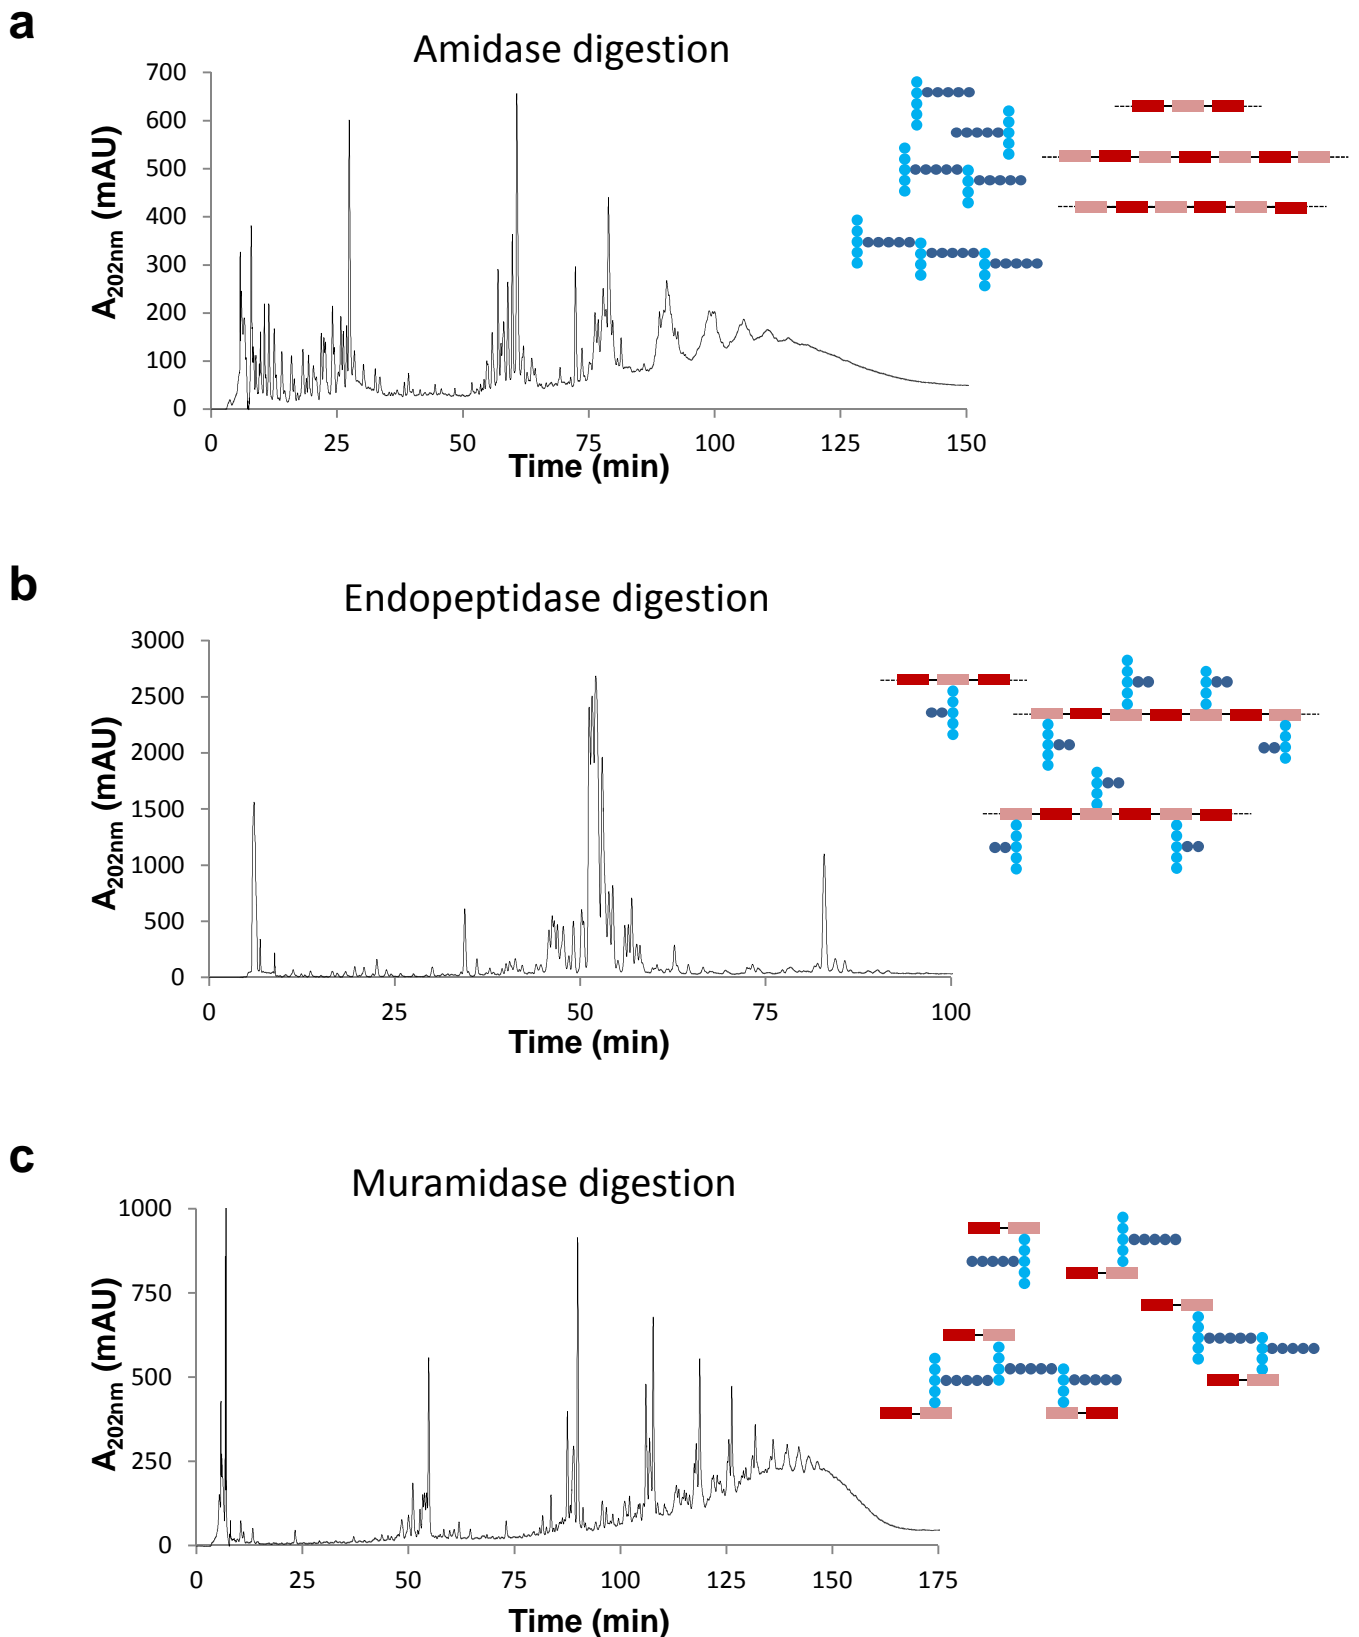 a
Amidase digestion
700
600
500
400
300
200
100
0
A202nm (mAU)
0 25 50 75 100 125 150
Time (min)
b
Endopeptidase digestion
3000
2500
2000
1500
1000
500
0
A202nm (mAU)
0 25 50 75 100
Time (min)
c
Muramidase digestion
1000
750
500
250
0
A202nm (mAU)
0 25 50 75 100 125 150 175
Time (min)